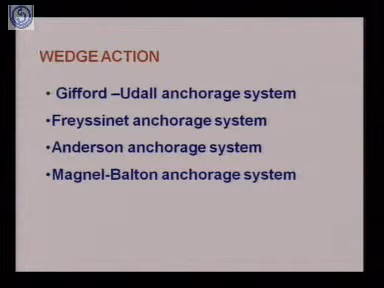 WEDGE ACTION
• Gifford –Udall anchorage system
•Freyssinet anchorage system
•Anderson anchorage system
•Magnel-Balton anchorage system